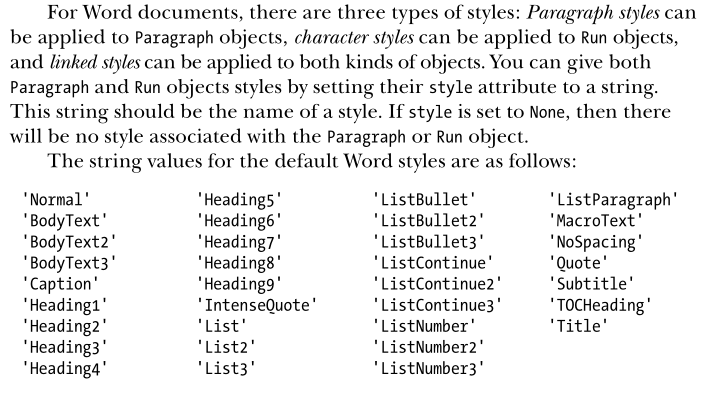 For Word documents, there are three types of styles: Paragraph styles can
be applied to Paragraph objects, character styles can be applied to Run objects,
and linked styles can be applied to both kinds of objects. You can give both
Paragraph and Run objects styles by setting their style attribute to a string.
This string should be the name of a style. If style is set to None, then there
will be no style associated with the Paragraph or Run object.
The string values for the default Word styles are as follows:
'Normal' 'Heading5' 'ListBullet' 'ListParagraph'
'BodyText' 'Heading6' 'ListBullet2' 'MacroText'
'BodyText2' 'Heading7' 'ListBullet3' 'NoSpacing'
'BodyText3' 'Heading8' 'ListContinue' 'Quote'
'Caption' 'Heading9' 'ListContinue2' 'Subtitle'
'Heading1' 'IntenseQuote' 'ListContinue3' 'TOCHeading'
'Heading2' 'List' 'ListNumber' 'Title'
'Heading3' 'List2' 'ListNumber2'
'Heading4' 'List3' 'ListNumber3'